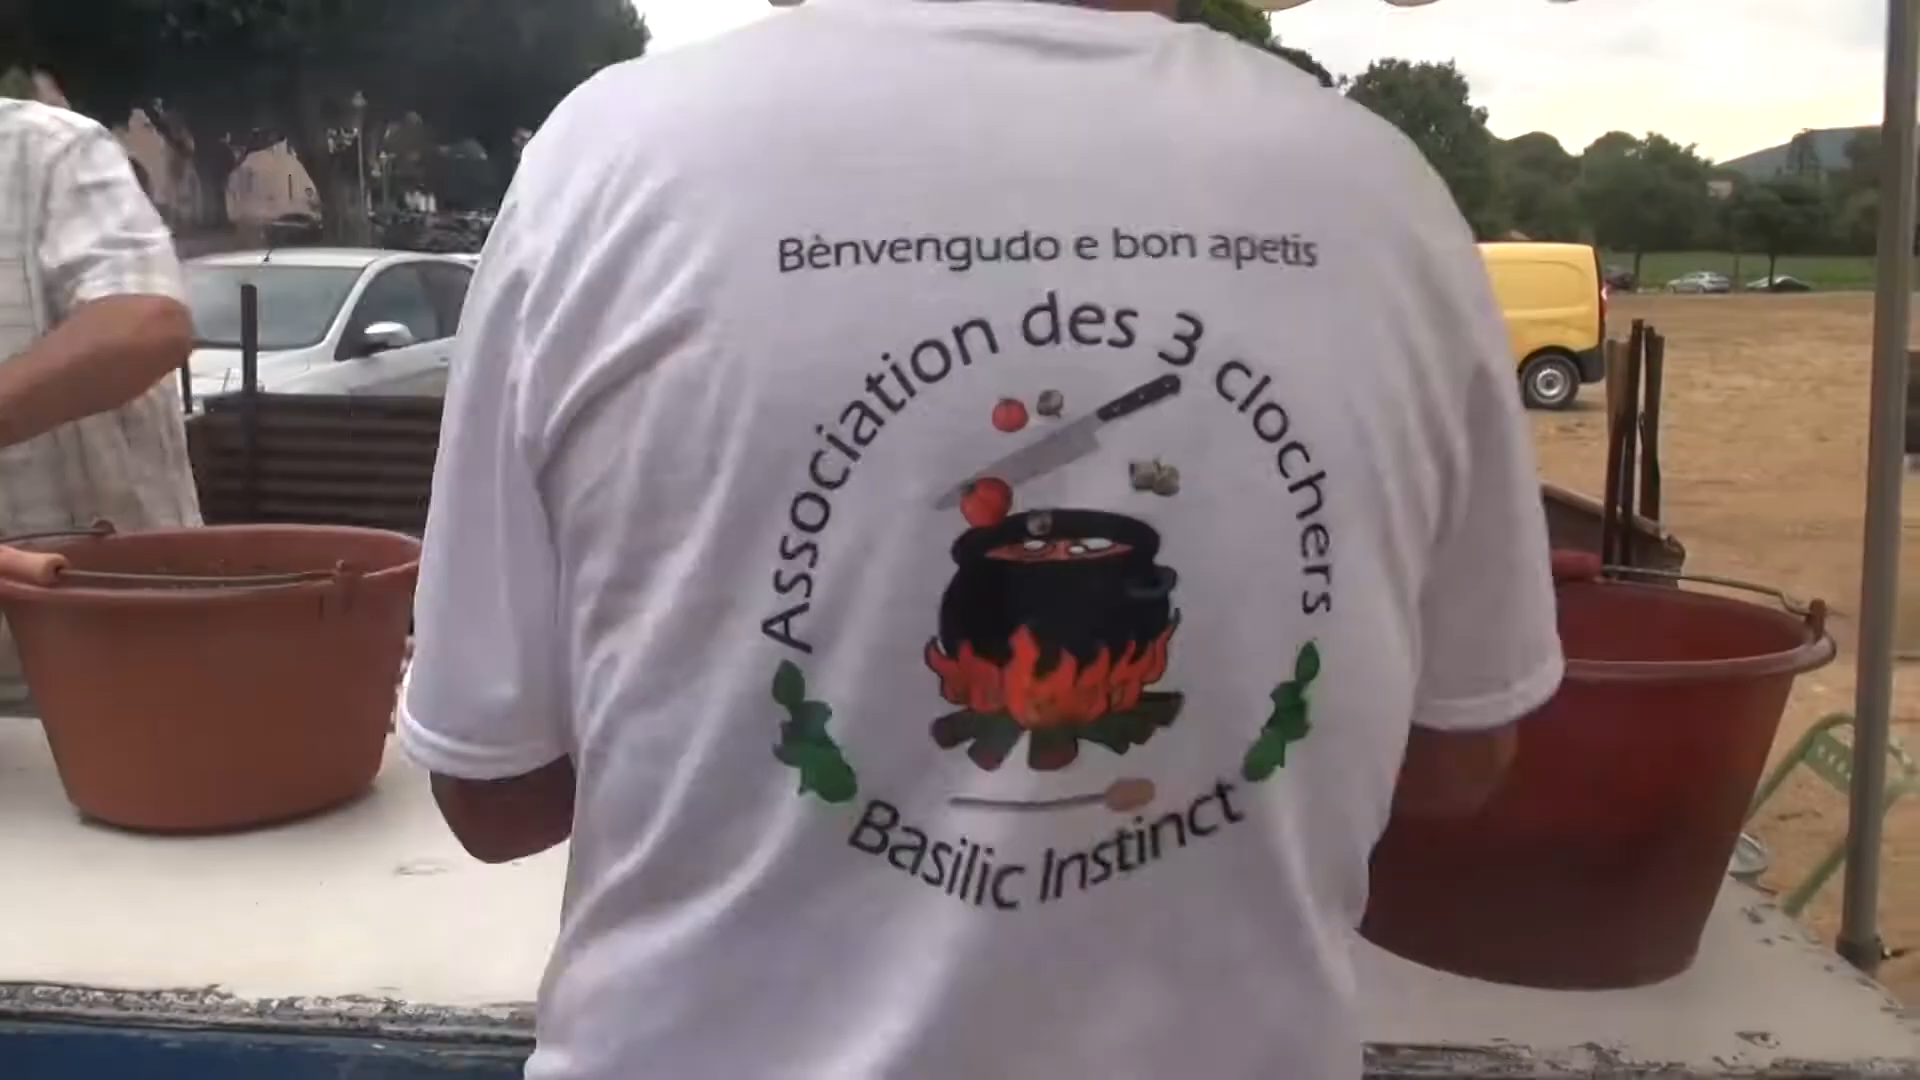 Bènvengudo e bon apetis
Association des 3 clochers
Basilic Instinct